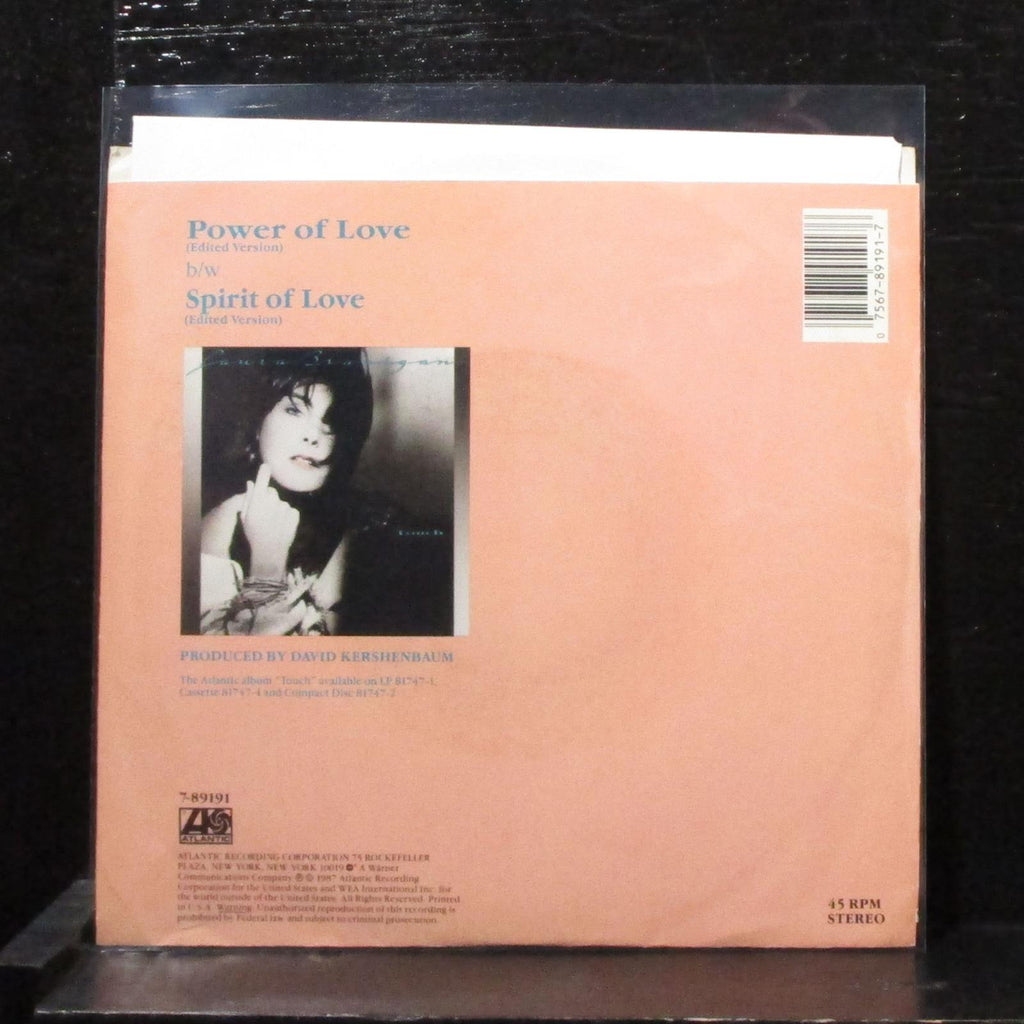 Power of Love
(Edited Version)
b/w
Spirit of Love
(Edited Version)
0 7567-89191-7
Laura Branigan
Touch
PRODUCED BY DAVID KERSHENBAUM
The Atlantic album "Touch" available on LP 81747-1,
Cassette 81747-4 and Compact Disc 81747-2
7-89191
ATLANTIC
ATLANTIC RECORDING CORPORATION 75 ROCKEFELLER
PLAZA, NEW YORK, NEW YORK 10019 A Warner
Communications Company ℗ © 1987 Atlantic Recording
Corporation for the United States and WEA International Inc. for
the world outside of the United States. All Rights Reserved. Printed
in U.S.A. Warning: Unauthorized reproduction of this recording is
prohibited by Federal law and subject to criminal prosecution.
45 RPM
STEREO